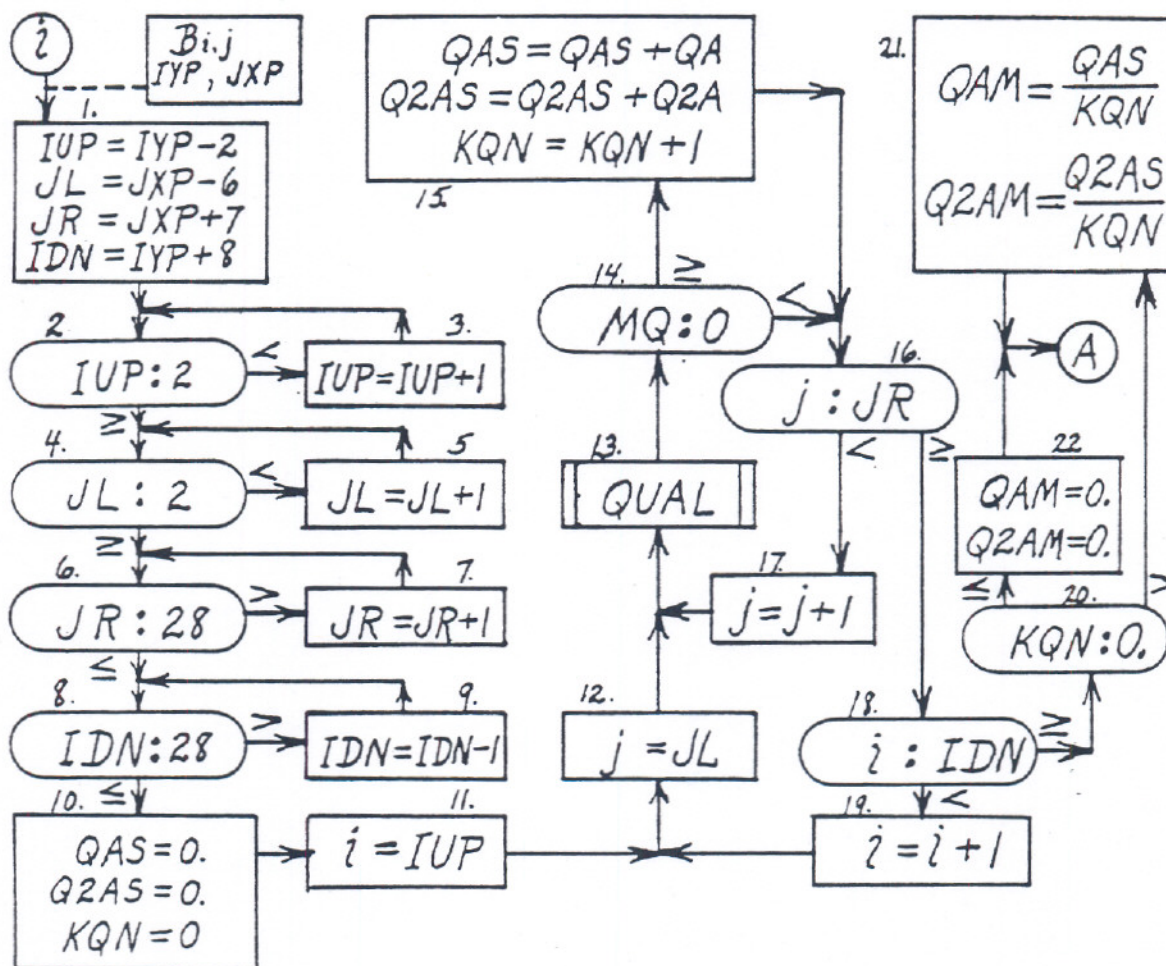 i
Bi.j
IYP, JXP
1.
IUP = IYP-2
JL = JXP-6
JR = JXP+7
IDN = IYP+8
2
IUP : 2
<
≥
3.
IUP=IUP+1
4.
JL : 2
<
≥
5
JL=JL+1
6.
JR : 28
>
≤
7.
JR=JR+1
8.
IDN:28
>
≤
9.
IDN=IDN-1
10.
QAS=0.
Q2AS=0.
KQN=0
11.
i = IUP
12.
j = JL
13.
QUAL
14.
MQ:0
≥
<
15.
QAS=QAS+QA
Q2AS=Q2AS+Q2A
KQN = KQN+1
16.
j : JR
<
≥
17.
j=j+1
18.
i : IDN
≥
<
19.
i=i+1
20.
KQN:0.
≤
>
21.
QAM=QAS
KQN
Q2AM=Q2AS
KQN
22
QAM=0.
Q2AM=0.
A